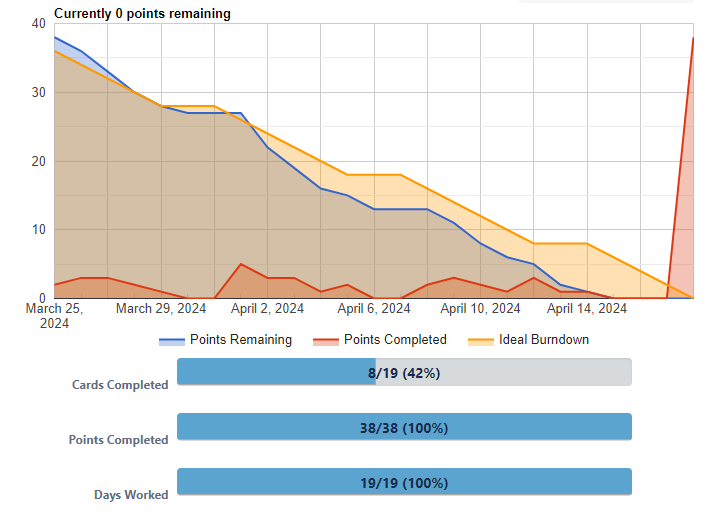 Currently 0 points remaining
40
30
20
10
0
March 25,
2024
March 29, 2024
April 2, 2024
April 6, 2024
April 10, 2024
April 14, 2024
Points Remaining
Points Completed
Ideal Burndown
Cards Completed
8/19 (42%)
Points Completed
38/38 (100%)
Days Worked
19/19 (100%)